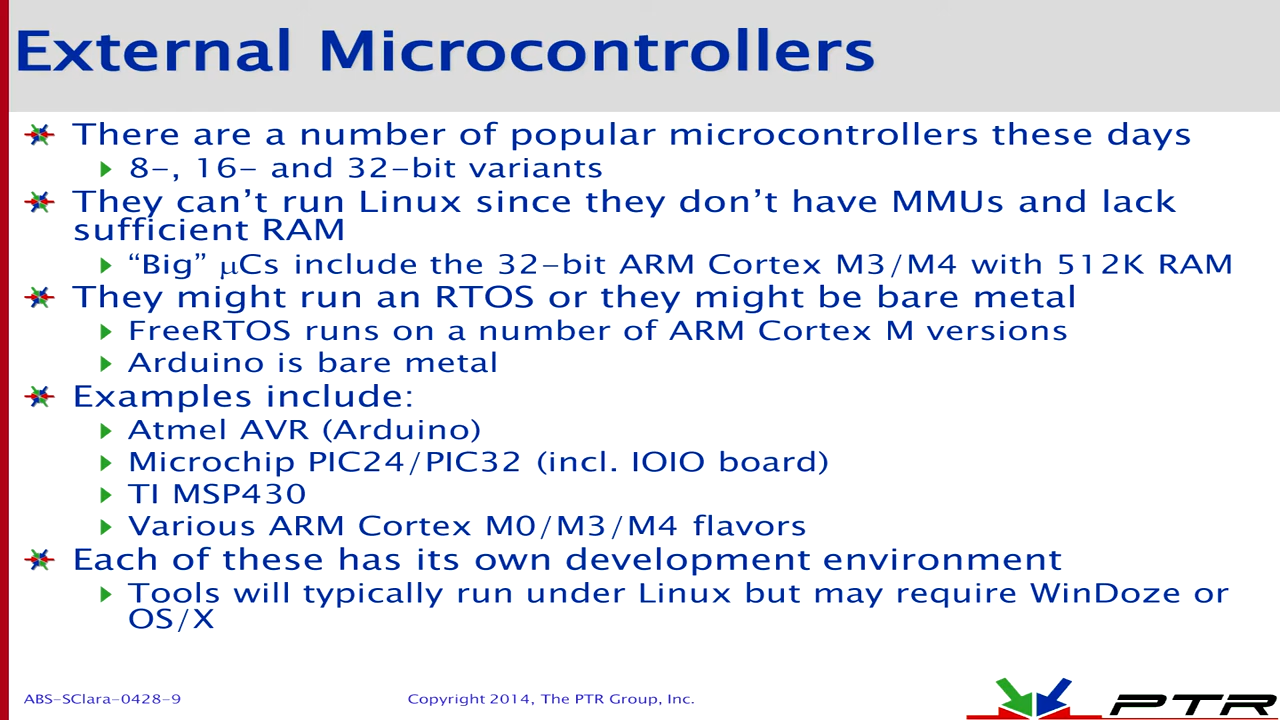 External Microcontrollers
There are a number of popular microcontrollers these days
8-, 16- and 32-bit variants
They can't run Linux since they don't have MMUs and lack
sufficient RAM
“Big” µCs include the 32-bit ARM Cortex M3/M4 with 512K RAM
They might run an RTOS or they might be bare metal
FreeRTOS runs on a number of ARM Cortex M versions
Arduino is bare metal
Examples include:
Atmel AVR (Arduino)
Microchip PIC24/PIC32 (incl. IOIO board)
TI MSP430
Various ARM Cortex M0/M3/M4 flavors
Each of these has its own development environment
Tools will typically run under Linux but may require WinDoze or
OS/X
ABS-SClara-0428-9
Copyright 2014, The PTR Group, Inc.
PTR